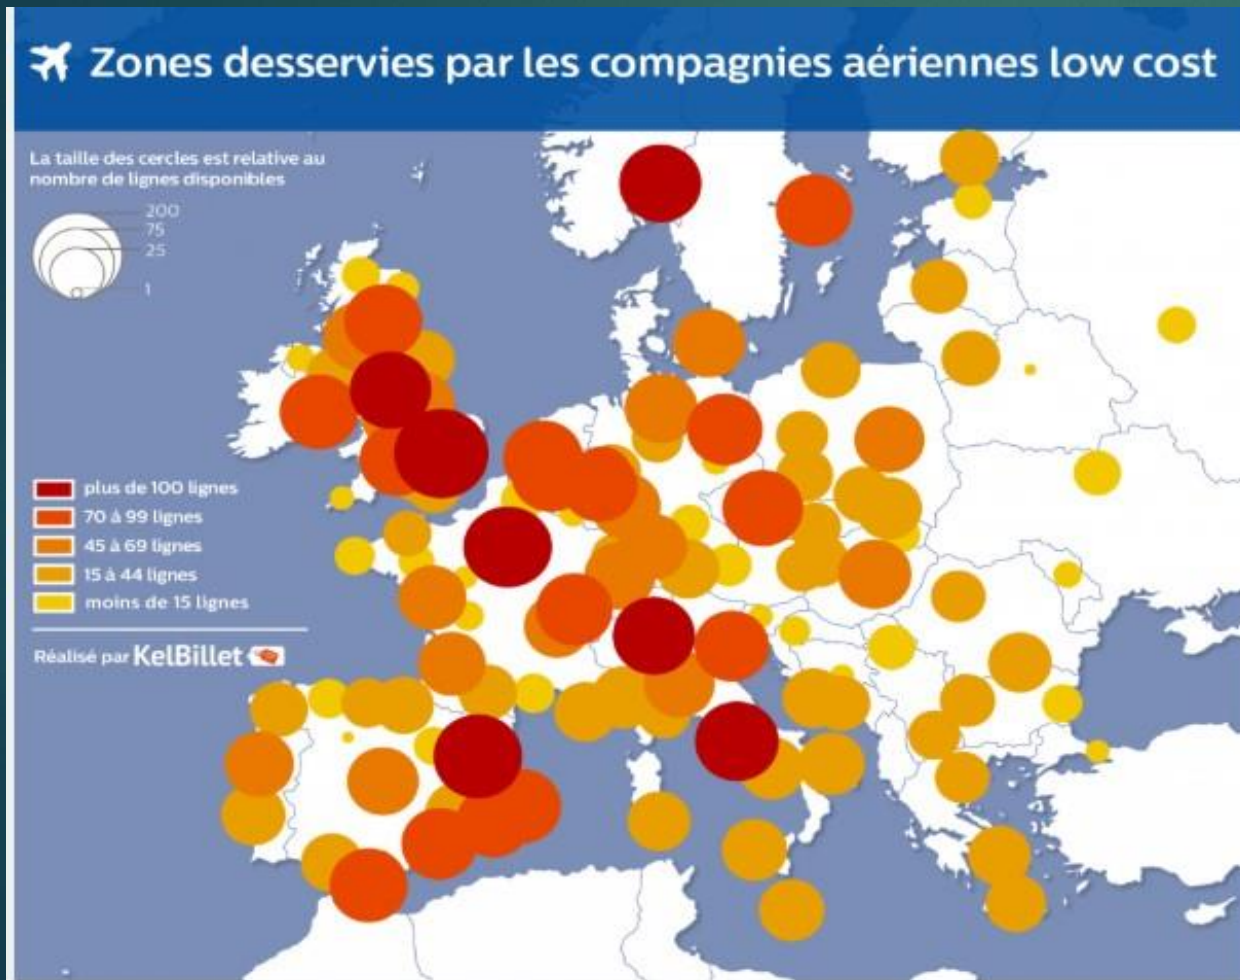 Zones desservies par les compagnies aériennes low cost
La taille des cercles est relative au
nombre de lignes disponibles
200
75
25
1
plus de 100 lignes
70 à 99 lignes
45 à 69 lignes
15 à 44 lignes
moins de 15 lignes
Réalisé par KelBillet